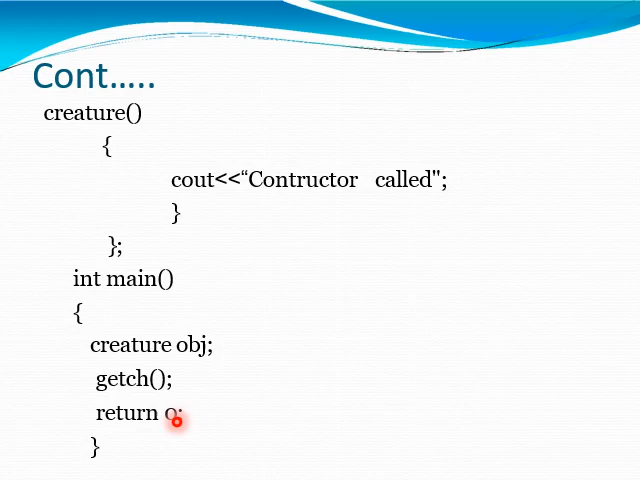 Cont…..
creature()
{
cout<<“Contructor called";
}
};
int main()
{
creature obj;
getch();
return 0;
}